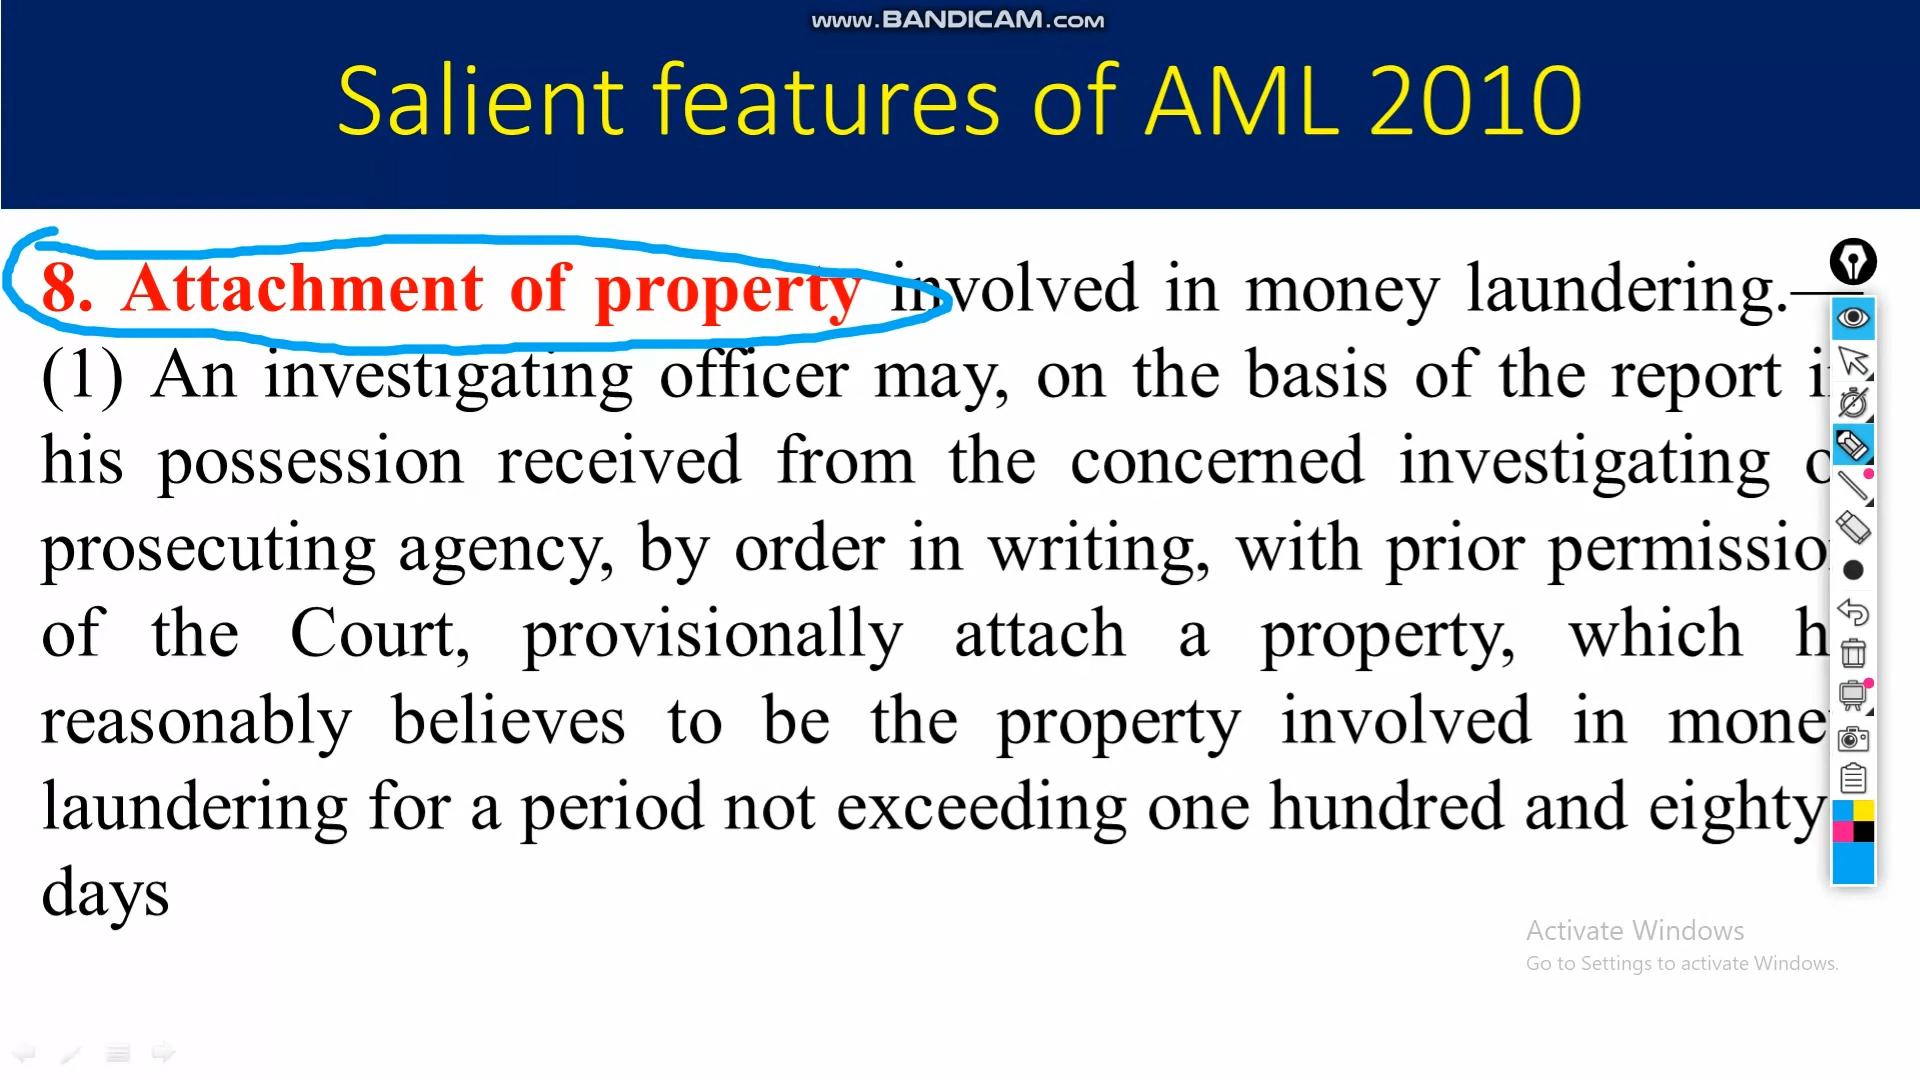 www.BANDICAM.com
Salient features of AML 2010
8. Attachment of property involved in money laundering.—
(1) An investigating officer may, on the basis of the report
his possession received from the concerned investigating
prosecuting agency, by order in writing, with prior
of the Court, provisionally attach a property, which
reasonably believes to be the property involved in
laundering for a period not exceeding one hundred and eighty
days
Activate Windows
Go to Settings to activate Windows.